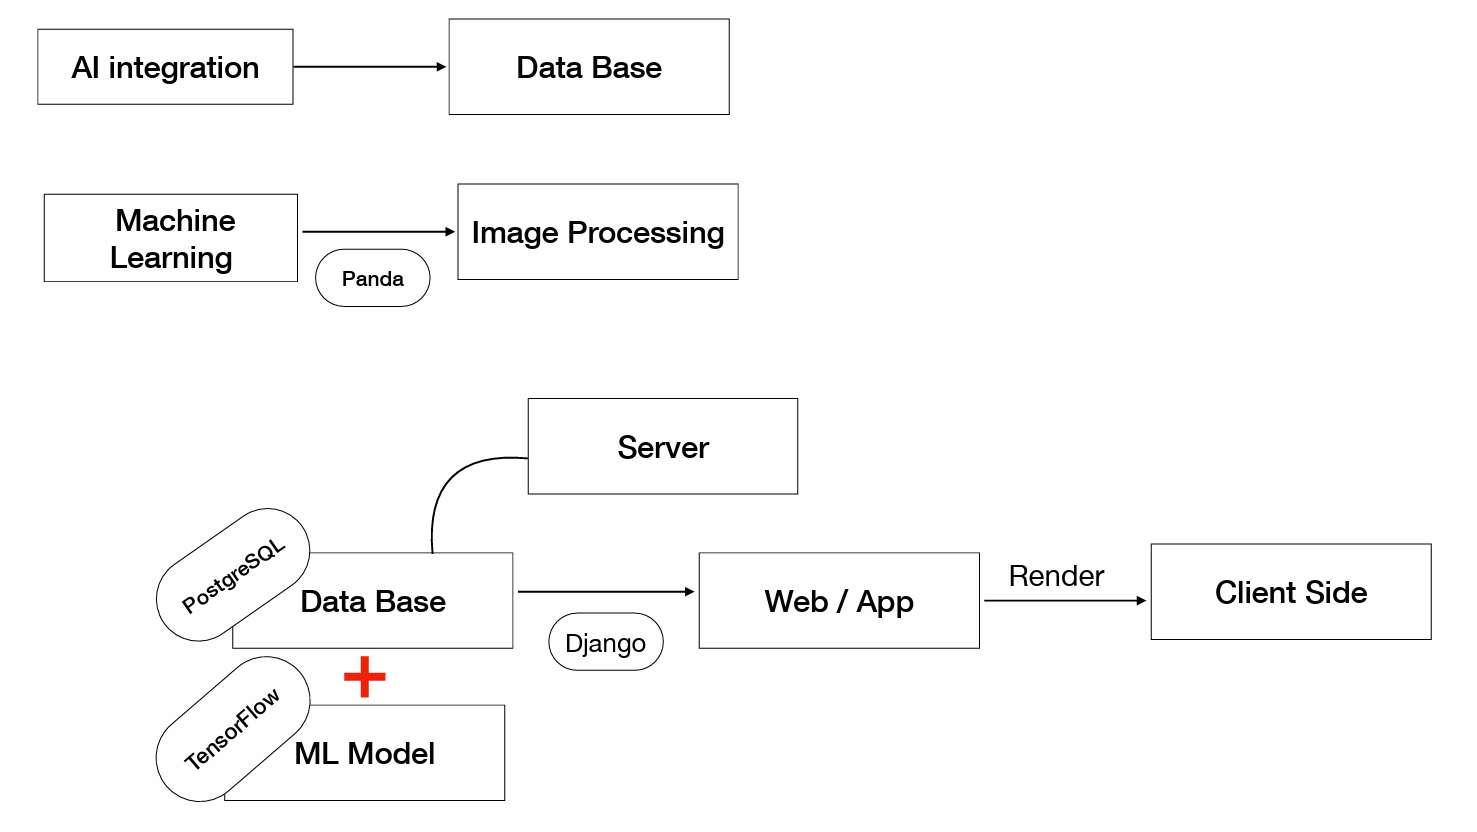 AI integration
Data Base
Machine
Learning
Image Processing
Panda
Server
PostgreSQL
Data Base
Django
Web / App
Render
Client Side
TensorFlow
ML Model